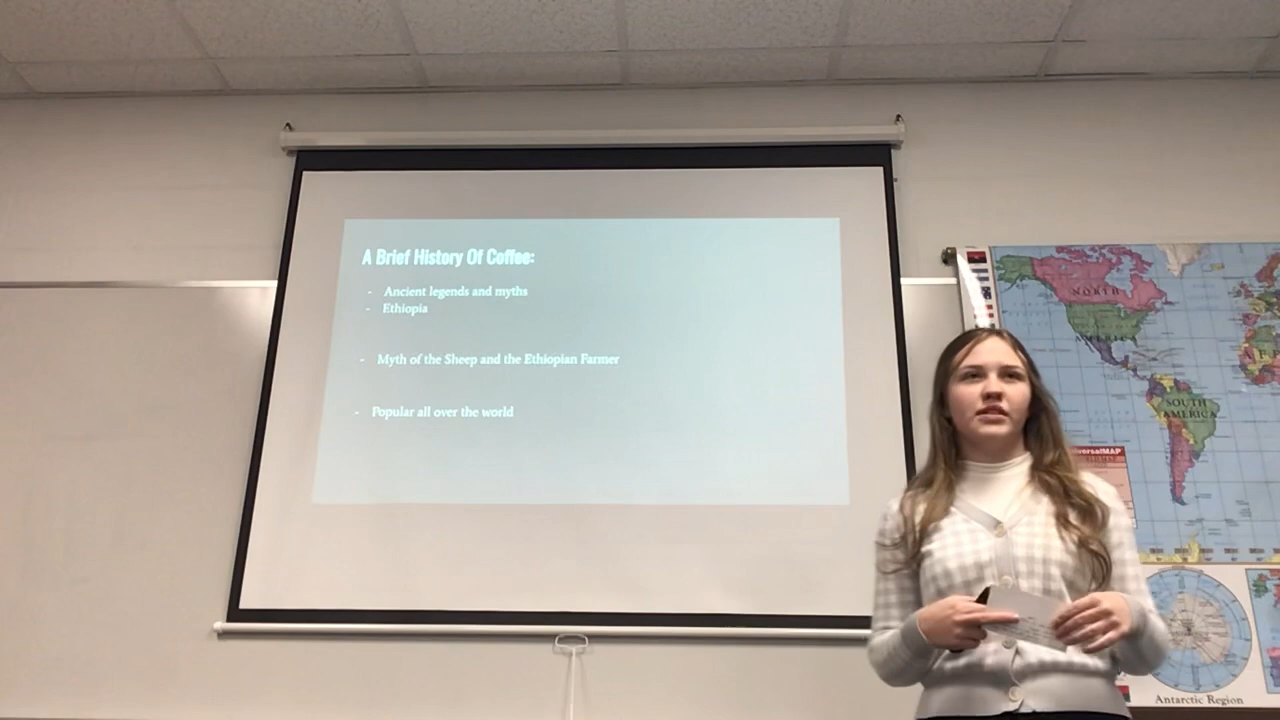 A Brief History Of Coffee:
- Ancient legends and myths
- Ethiopia
- Myth of the Sheep and the Ethiopian Farmer
- Popular all over the world
NORTH
AMERICA
SOUTH
AMERICA
Antarctic Region